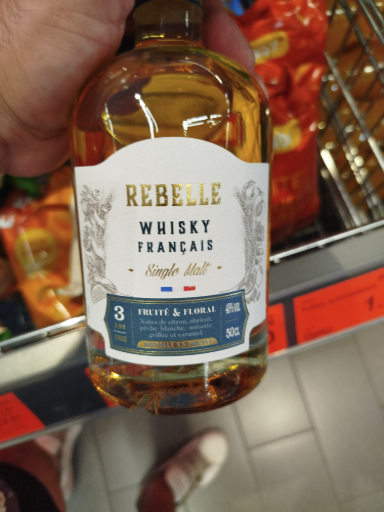 REBELLE
WHISKY
FRANÇAIS
Single Malt
3
FRUITÉ & FLORAL
Notes de citron, abricot,
pêche blanche, noisette
grillée et caramel.
50cl